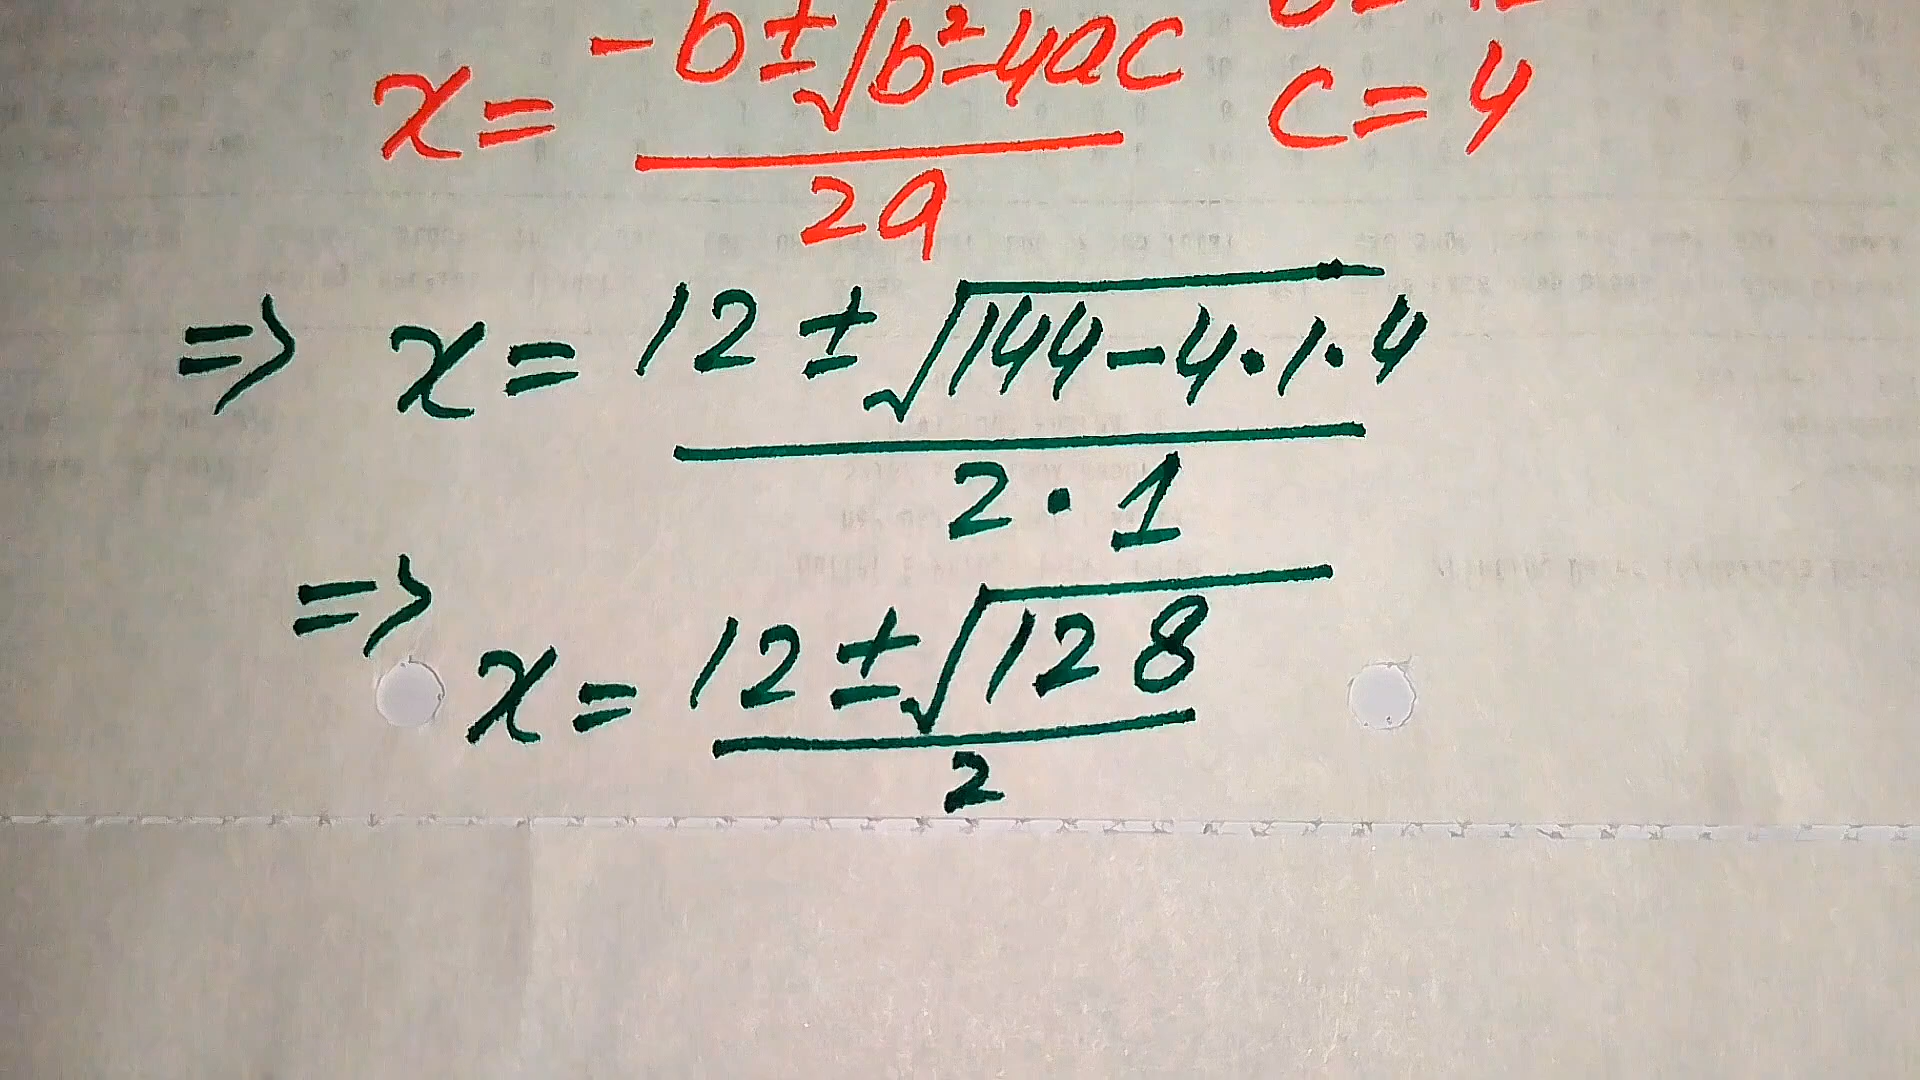 x = -b±√b²-4ac / 2a
c = 4
⇒ x = 12 ± √144-4·1·4 / 2·1
⇒ x = 12 ± √128 / 2